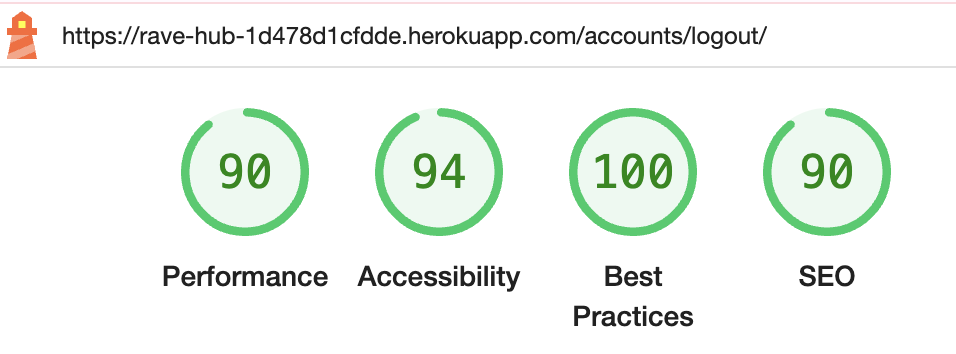 https://rave-hub-1d478d1cfdde.herokuapp.com/accounts/logout/
90 94 100 90
Performance Accessibility Best Practices SEO